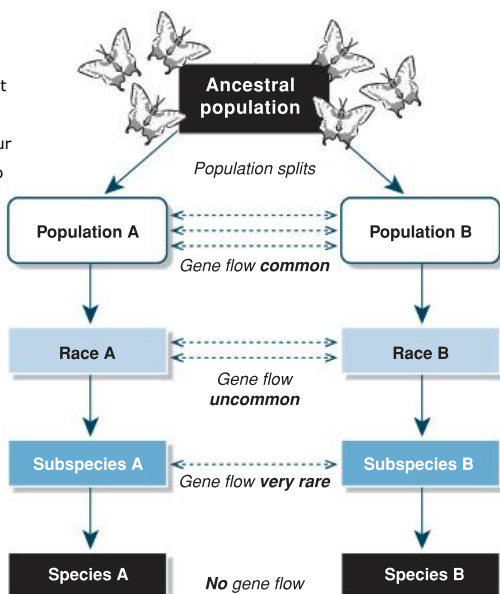 t
ur
o
Ancestral
population
Population splits
Population A
Population B
Gene flow common
Race A
Race B
Gene flow
uncommon
Subspecies A
Subspecies B
Gene flow very rare
Species A
Species B
No gene flow